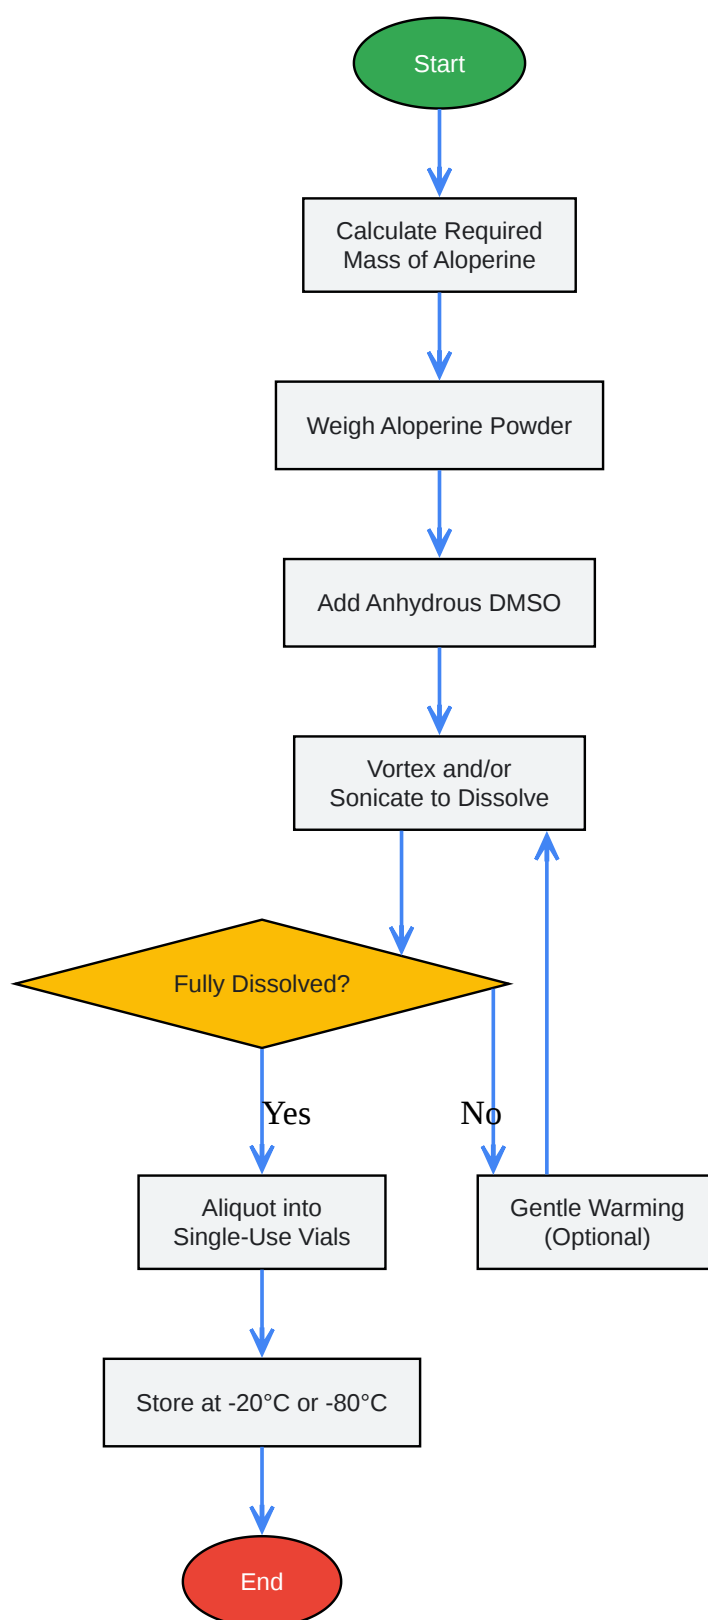 Start
Calculate Required
Mass of Aloperine
Weigh Aloperine Powder
Add Anhydrous DMSO
Vortex and/or
Sonicate to Dissolve
Fully Dissolved?
Yes
No
Aliquot into
Single-Use Vials
Gentle Warming
(Optional)
Store at -20°C or -80°C
End